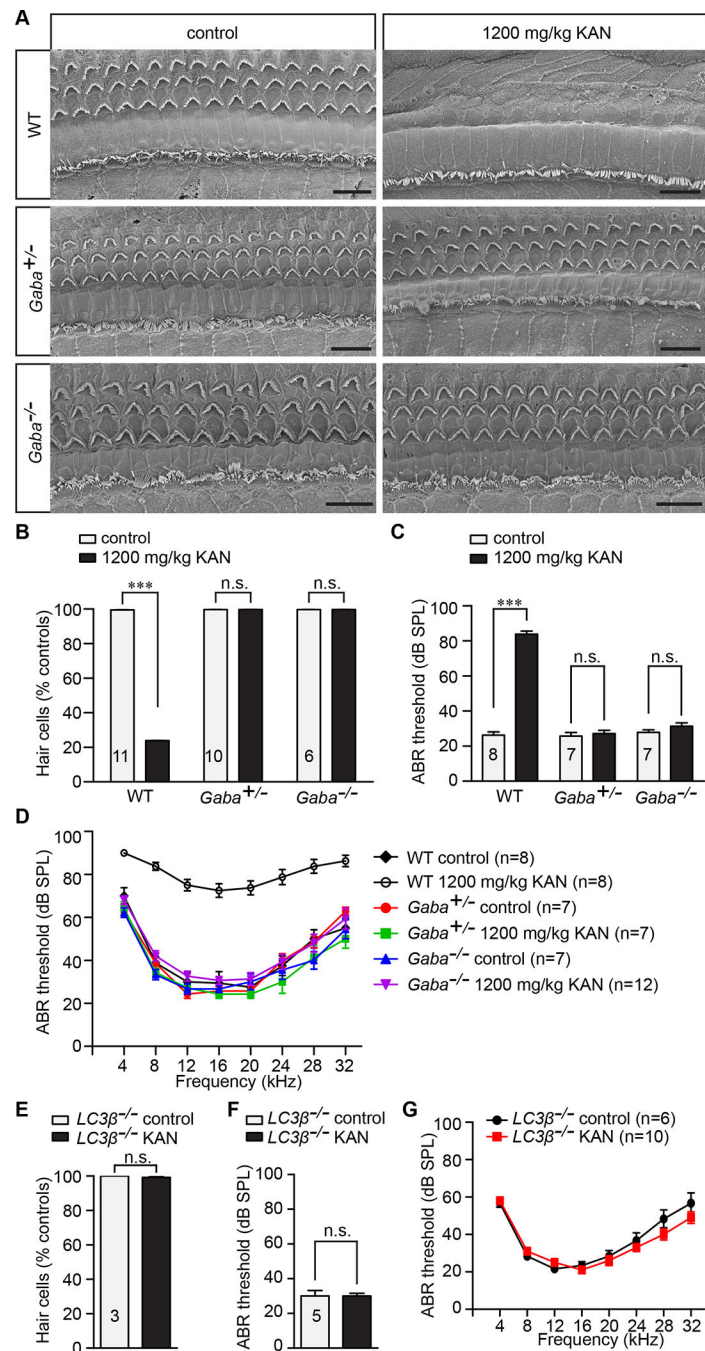 A
control
1200 mg/kg KAN
WT
Gaba+/-
Gaba-/-
B
control
1200 mg/kg KAN
***
n.s.
n.s.
Hair cells (% controls)
100
80
60
40
20
0
11
10
6
WT
Gaba+/-
Gaba-/-
C
control
1200 mg/kg KAN
***
n.s.
n.s.
ABR threshold (dB SPL)
100
80
60
40
20
0
8
7
7
WT
Gaba+/-
Gaba-/-
D
ABR threshold (dB SPL)
100
80
60
40
20
0
4 8 12 16 20 24 28 32
Frequency (kHz)
WT control (n=8)
WT 1200 mg/kg KAN (n=8)
Gaba+/- control (n=7)
Gaba+/- 1200 mg/kg KAN (n=7)
Gaba-/- control (n=7)
Gaba-/- 1200 mg/kg KAN (n=12)
E
LC3β-/- control
LC3β-/- KAN
n.s.
Hair cells (% controls)
100
80
60
40
20
0
3
F
LC3β-/- control
LC3β-/- KAN
n.s.
ABR threshold (dB SPL)
100
80
60
40
20
0
5
G
LC3β-/- control (n=6)
LC3β-/- KAN (n=10)
ABR threshold (dB SPL)
100
80
60
40
20
0
4 8 12 16 20 24 28 32
Frequency (kHz)